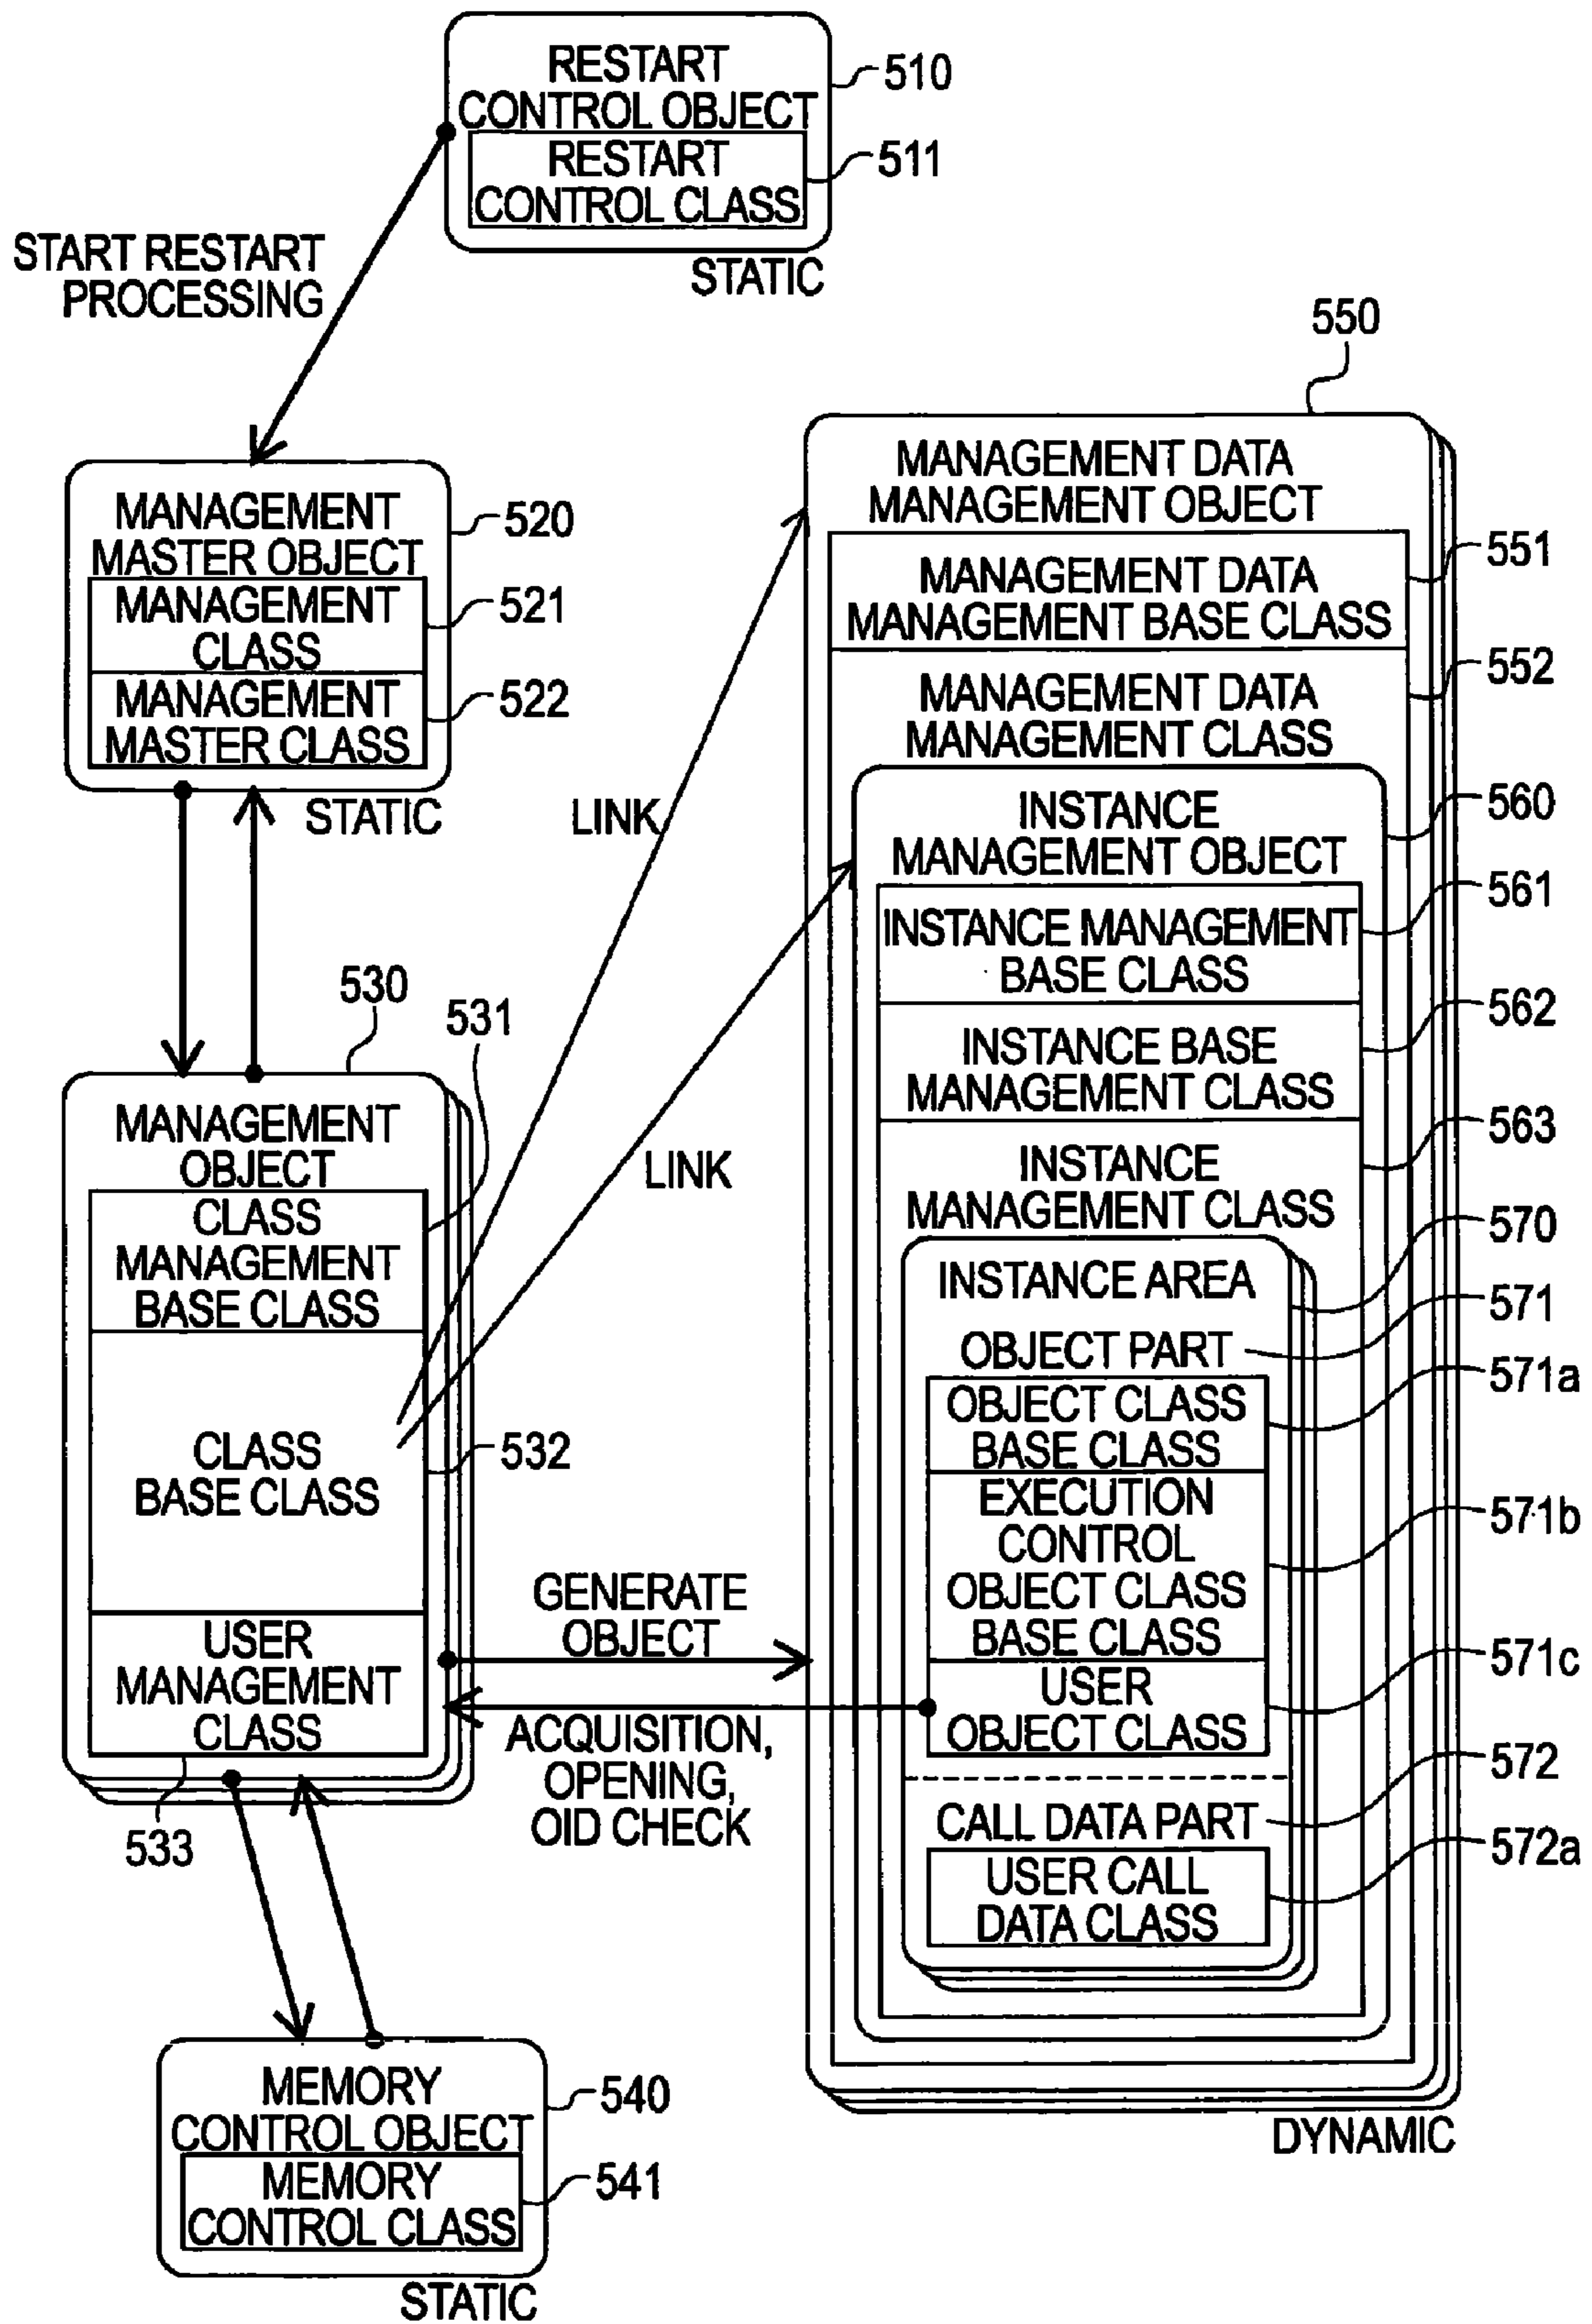 RESTART
CONTROL OBJECT
510
RESTART
CONTROL CLASS
511
STATIC
START RESTART
PROCESSING
MANAGEMENT
MASTER OBJECT
520
MANAGEMENT
CLASS
521
MANAGEMENT
MASTER CLASS
522
STATIC
530
MANAGEMENT
OBJECT
531
CLASS
MANAGEMENT
BASE CLASS
CLASS
BASE CLASS
532
USER
MANAGEMENT
CLASS
533
LINK
LINK
GENERATE
OBJECT
ACQUISITION,
OPENING,
OID CHECK
MEMORY
CONTROL OBJECT
540
MEMORY
CONTROL CLASS
541
STATIC
550
MANAGEMENT DATA
MANAGEMENT OBJECT
551
MANAGEMENT DATA
MANAGEMENT BASE CLASS
552
MANAGEMENT DATA
MANAGEMENT CLASS
560
INSTANCE
MANAGEMENT OBJECT
561
INSTANCE MANAGEMENT
BASE CLASS
562
INSTANCE BASE
MANAGEMENT CLASS
563
INSTANCE
MANAGEMENT CLASS
570
INSTANCE AREA
571
OBJECT PART
571a
OBJECT CLASS
BASE CLASS
571b
EXECUTION
CONTROL
OBJECT CLASS
BASE CLASS
571c
USER
OBJECT CLASS
572
CALL DATA PART
572a
USER CALL
DATA CLASS
DYNAMIC